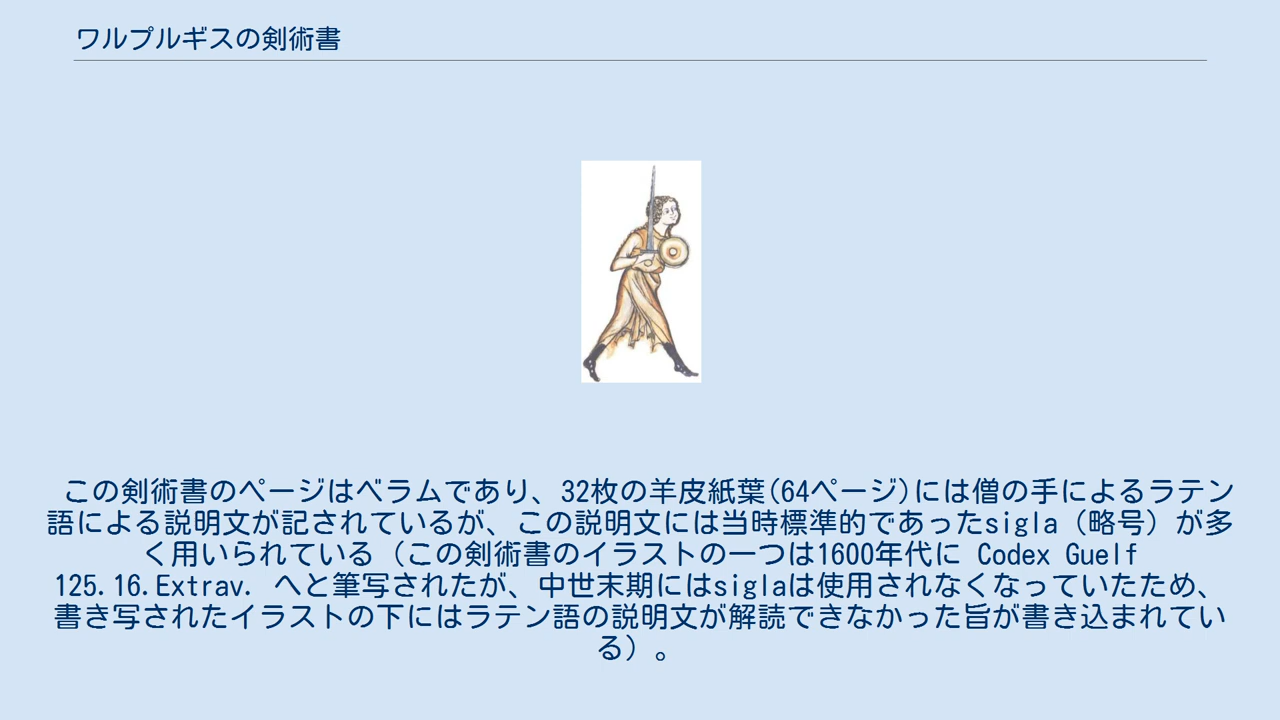 ワルプルギスの剣術書
この剣術書のページはベラムであり、32枚の羊皮紙葉(64ページ)には僧の手によるラテン
語による説明文が記されているが、この説明文には当時標準的であったsigla（略号）が多
く用いられている（この剣術書のイラストの一つは1600年代に Codex Guelf
125.16.Extrav. へと筆写されたが、中世末期にはsiglaは使用されなくなっていたため、
書き写されたイラストの下にはラテン語の説明文が解読できなかった旨が書き込まれてい
る）。